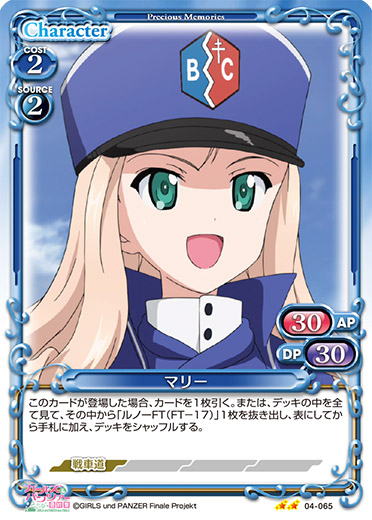 Precious Memories
Character
COST
2
SOURCE
2
B C
30 AP
DP 30
マリー
このカードが登場した場合、カードを1枚引く。または、デッキの中を全
て見て、その中から「ルノーFT(FT−17)」1枚を抜き出し、表にしてか
ら手札に加え、デッキをシャッフルする。
戦車道
©GIRLS und PANZER Finale Projekt
04-065